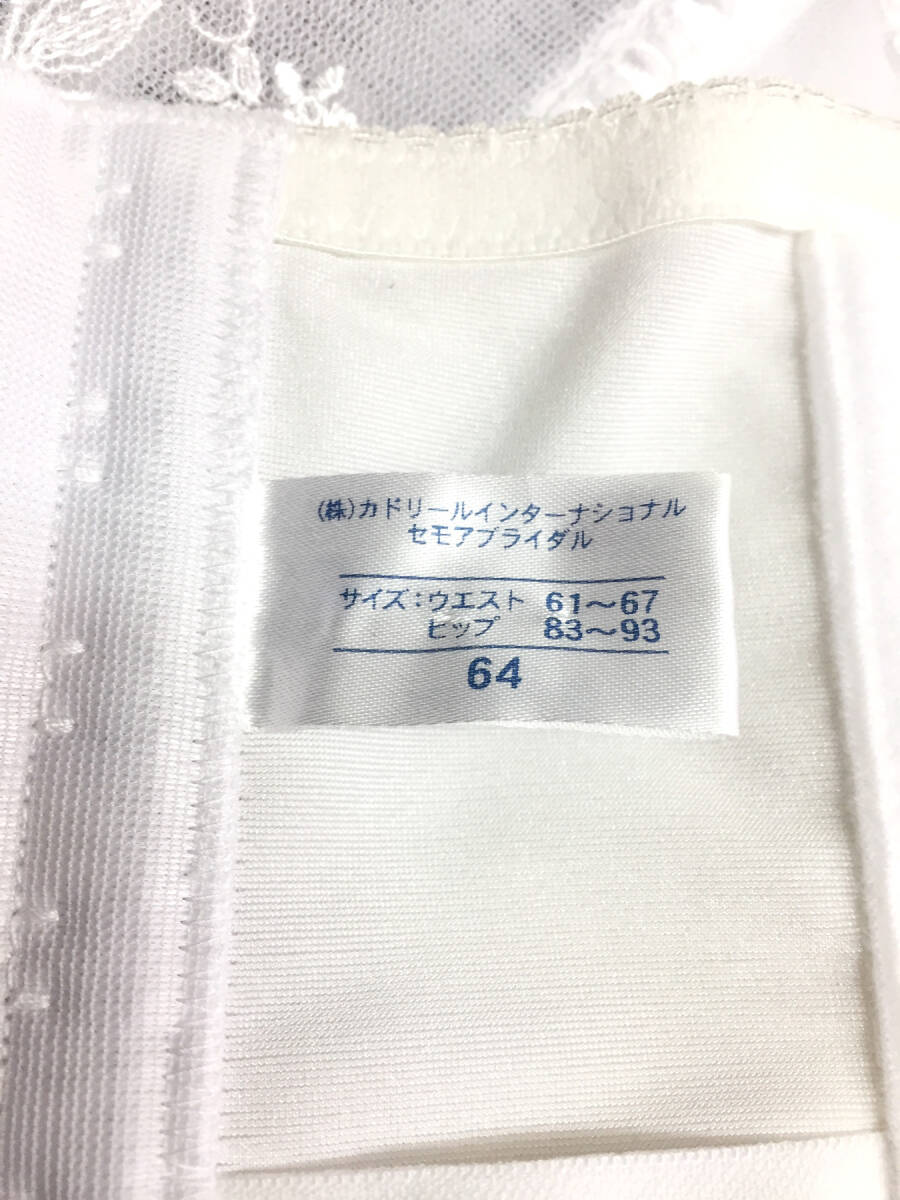 (株)カドリールインターナショナル
セモアブライダル
サイズ:ウエスト 61〜67
ヒップ 83〜93
64